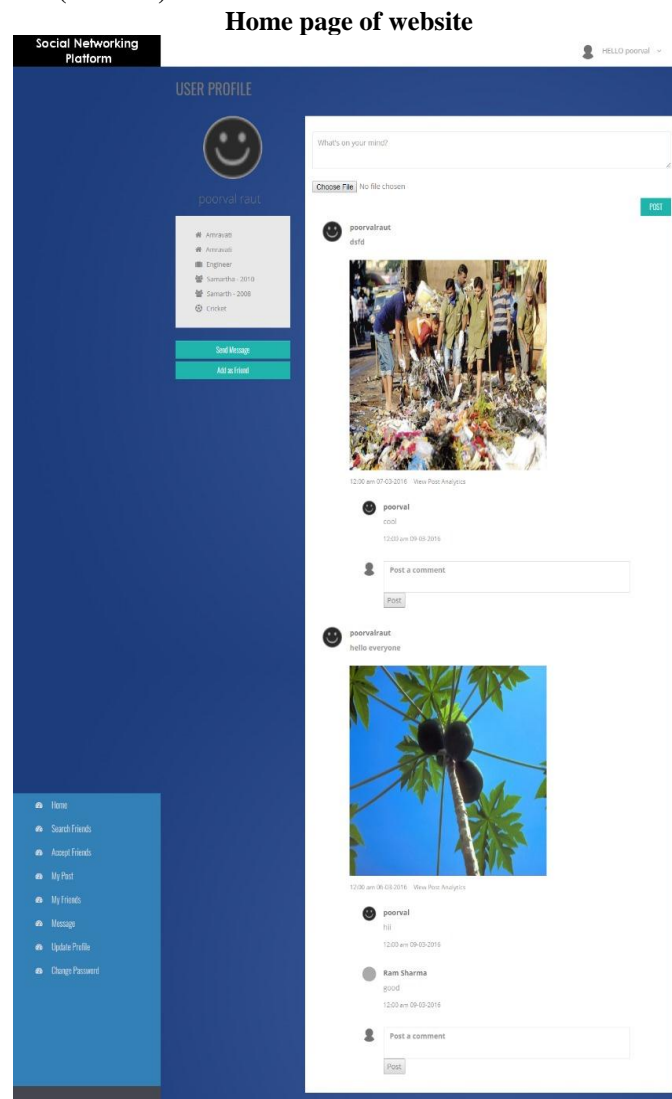 Home page of website
Social Networking
Platform
HELLO poorval
USER PROFILE
poorval raut
Amravati
Amravati
Engineer
Samartha - 2010
Samarth - 2008
Cricket
Send Message
Add as Friend
What's on your mind?
Choose File No file chosen
POST
poorvalraut
dsfd
12:00 am 07-03-2016 View Post Analytics
poorval
cool
12:00 am 09-03-2016
Post a comment
Post
poorvalraut
hello everyone
12:00 am 06-03-2016 View Post Analytics
poorval
hii
12:00 am 09-03-2016
Ram Sharma
good
12:00 am 09-03-2016
Post a comment
Post
Home
Search Friends
Accept Friends
My Post
My Friends
Message
Update Profile
Change Password